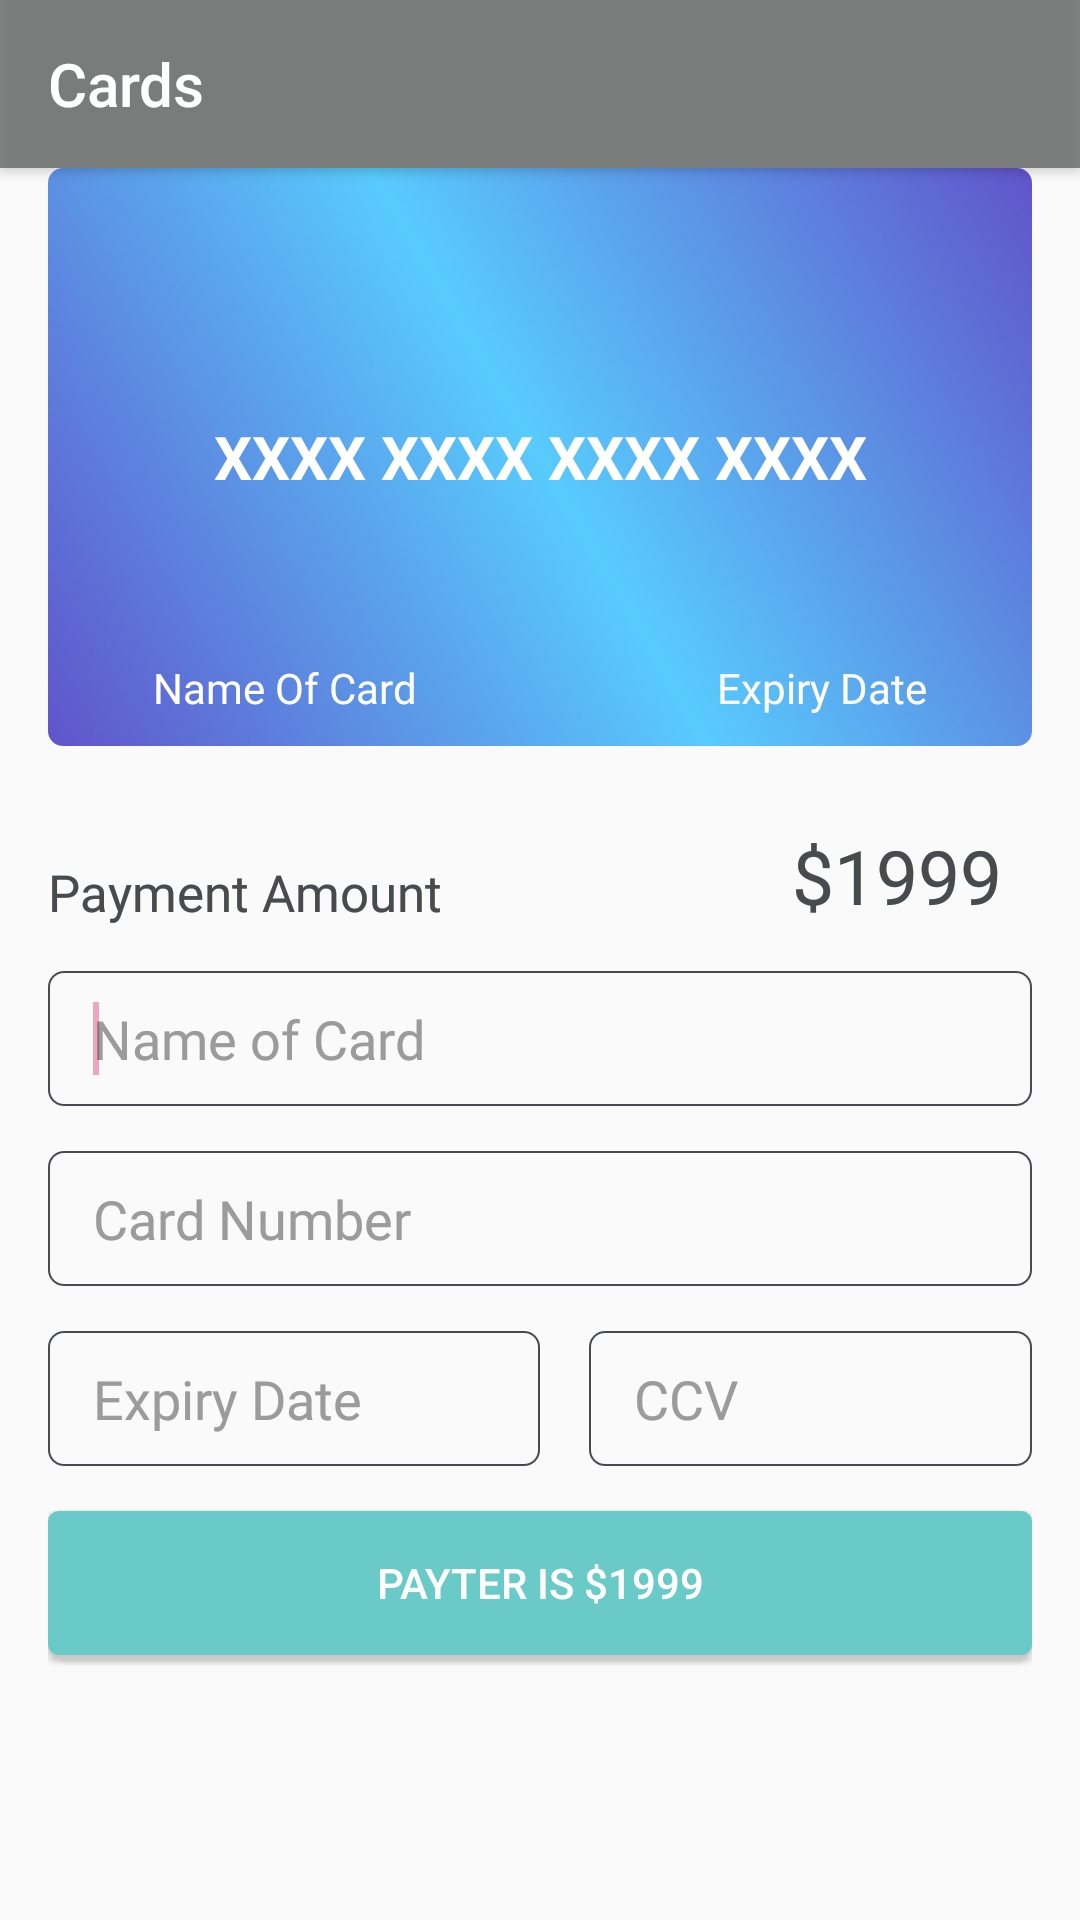 Cards
XXXX XXXX XXXX XXXX
Name Of Card Expiry Date
Payment Amount $1999
Name of Card
Card Number
Expiry Date CCV
PAYTER IS $1999